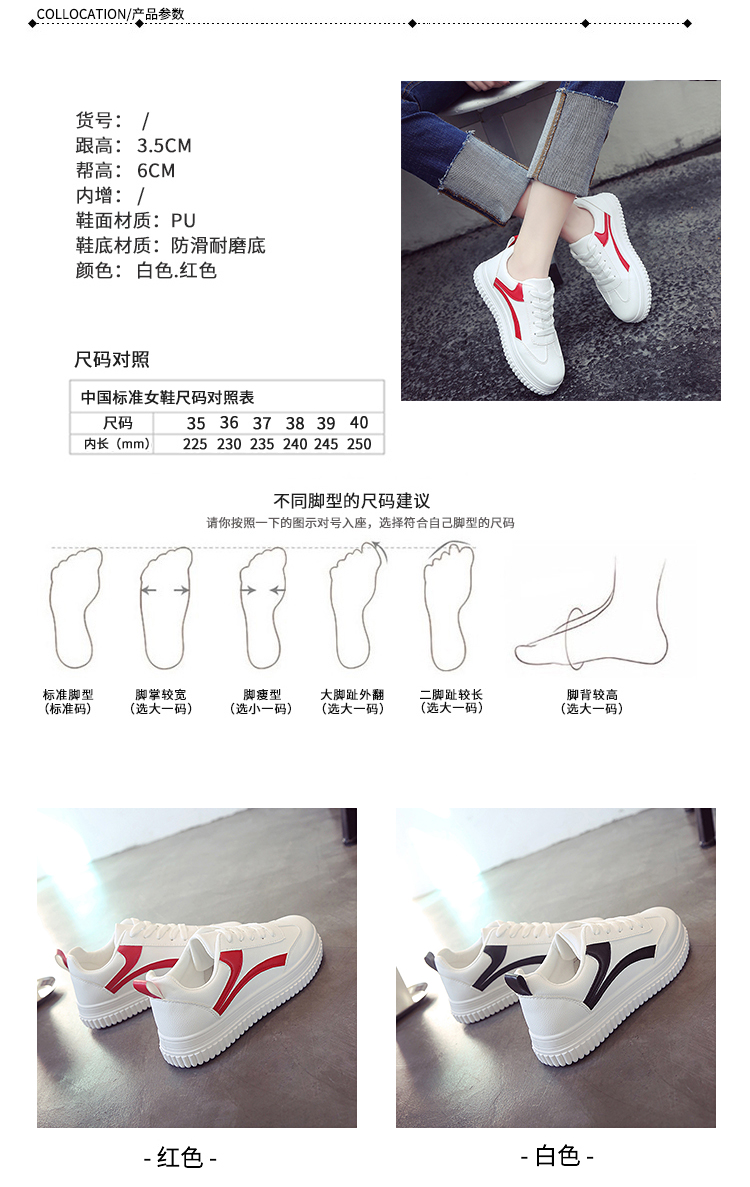 COLLOCATION/产品参数
货号： /
跟高： 3.5CM
帮高： 6CM
内增： /
鞋面材质： PU
鞋底材质： 防滑耐磨底
颜色： 白色.红色
尺码对照
中国标准女鞋尺码对照表
尺码 35 36 37 38 39 40
内长（mm） 225 230 235 240 245 250
不同脚型的尺码建议
请你按照一下的图示对号入座，选择符合自己脚型的尺码
标准脚型 脚掌较宽 脚瘦型 大脚趾外翻 二脚趾较长 脚背较高
（标准码） （选大一码） （选小一码） （选大一码） （选大一码） （选大一码）
- 红色 - - 白色 -